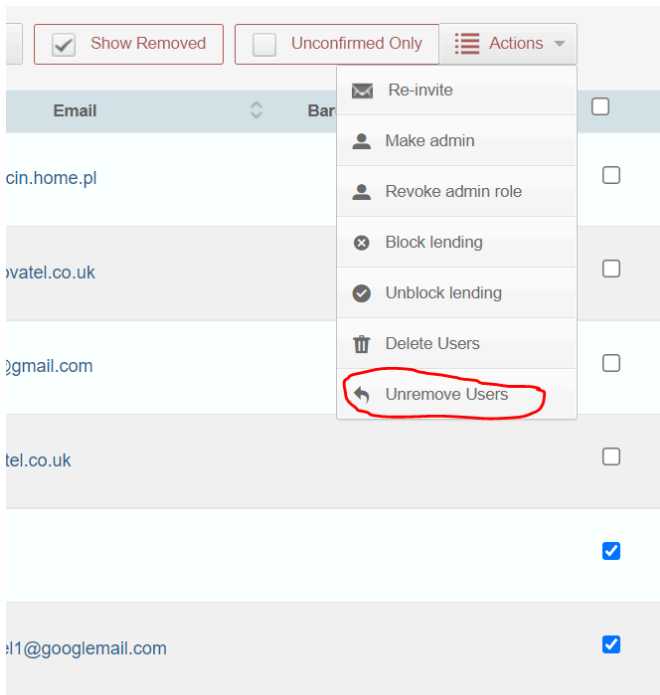 Show Removed
Unconfirmed Only
Actions
Email
Bar
Re-invite
Make admin
cin.home.pl
Revoke admin role
Block lending
ovatel.co.uk
Unblock lending
Delete Users
@gmail.com
Unremove Users
tel.co.uk
el1@googlemail.com